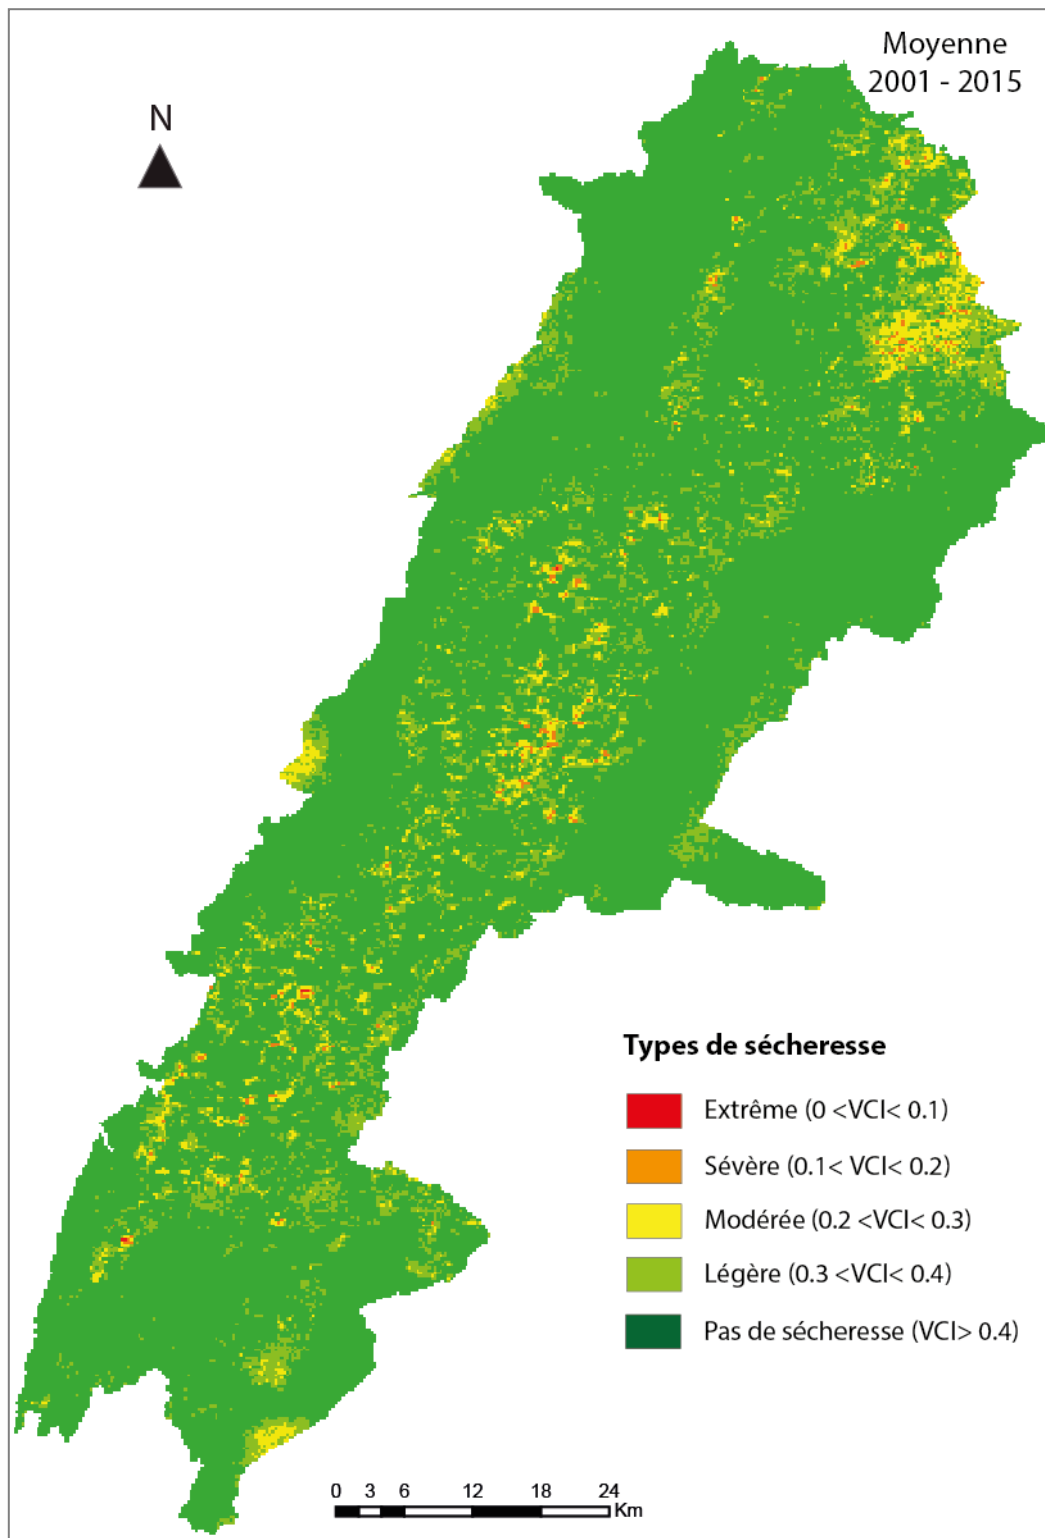 Moyenne
2001 - 2015
N
Types de sécheresse
Extrême (0 <VCI< 0.1)
Sévère (0.1< VCI< 0.2)
Modérée (0.2 <VCI< 0.3)
Légère (0.3 <VCI< 0.4)
Pas de sécheresse (VCI> 0.4)
0 3 6 12 18 24
Km